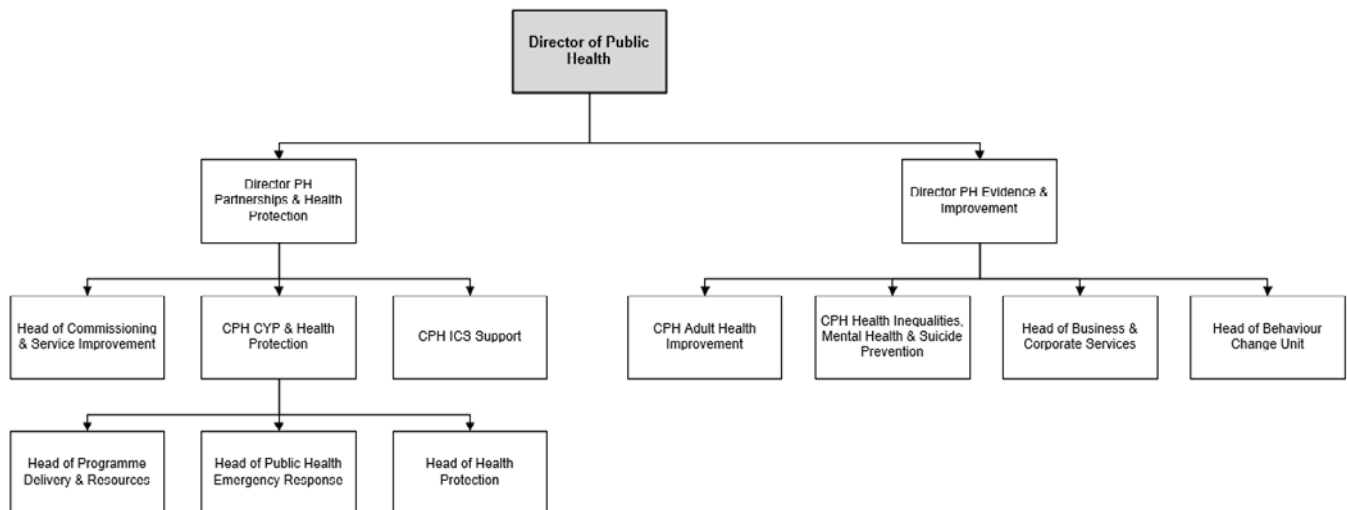 Director of Public
Health
Director PH
Partnerships & Health
Protection
Director PH Evidence &
Improvement
Head of Commissioning
& Service Improvement
CPH CYP & Health
Protection
CPH ICS Support
CPH Adult Health
Improvement
CPH Health Inequalities,
Mental Health & Suicide
Prevention
Head of Business &
Corporate Services
Head of Behaviour
Change Unit
Head of Programme
Delivery & Resources
Head of Public Health
Emergency Response
Head of Health
Protection